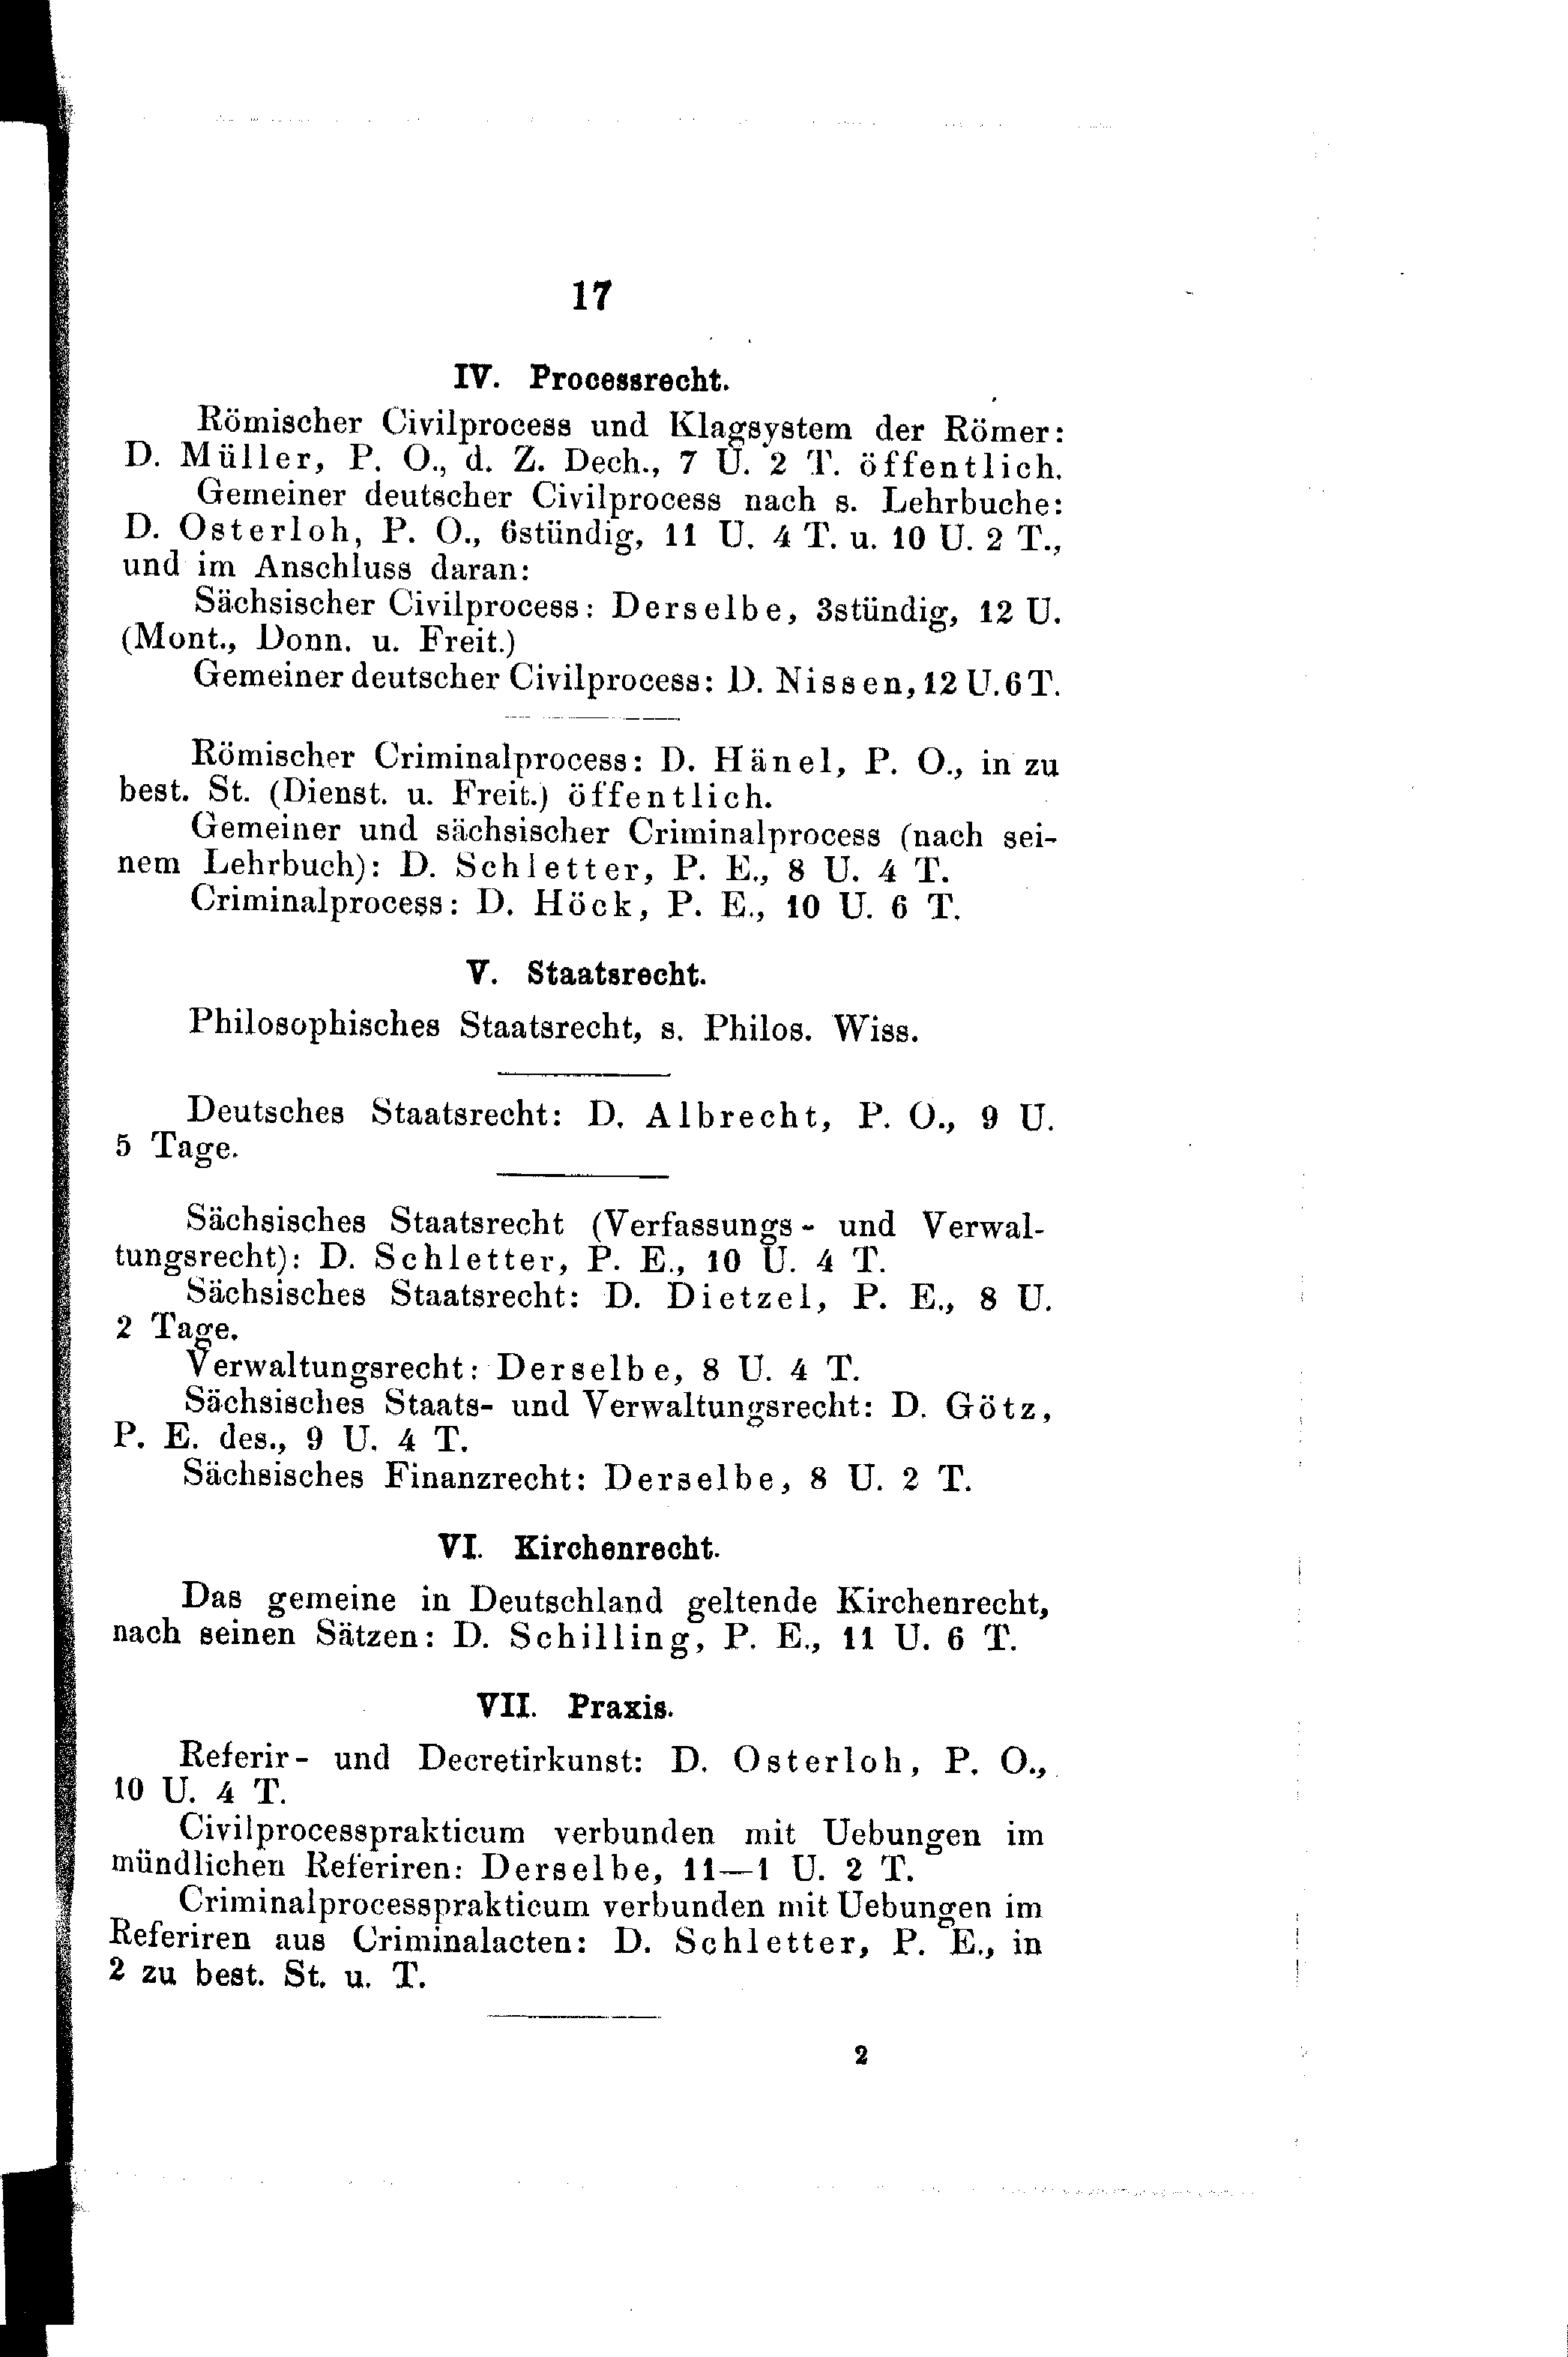 17
IV. Processrecht.
Römischer Civilprocess und Klagsystem der Römer:
D. Müller, P. O., d. Z. Dech., 7 U. 2 T. öffentlich.
Gemeiner deutscher Civilprocess nach s. Lehrbuche:
D. Osterloh, P. O., 6stündig, 11 U. 4 T. u. 10 U. 2 T.,
und im Anschluss daran:
Sächsischer Civilprocess: Derselbe, 3stündig, 12 U.
(Mont., Donn. u. Freit.)
Gemeiner deutscher Civilprocess: D. Nissen, 12 U. 6 T.
Römischer Criminalprocess: D. Hänel, P. O., in zu
best. St. (Dienst. u. Freit.) öffentlich.
Gemeiner und sächsischer Criminalprocess (nach sei-
nem Lehrbuch): D. Schletter, P. E., 8 U. 4 T.
Criminalprocess: D. Höck, P. E., 10 U. 6 T.
V. Staatsrecht.
Philosophisches Staatsrecht, s. Philos. Wiss.
Deutsches Staatsrecht: D. Albrecht, P. O., 9 U.
5 Tage.
Sächsisches Staatsrecht (Verfassungs- und Verwal-
tungsrecht): D. Schletter, P. E., 10 U. 4 T.
Sächsisches Staatsrecht: D. Dietzel, P. E., 8 U.
2 Tage.
Verwaltungsrecht: Derselbe, 8 U. 4 T.
Sächsisches Staats- und Verwaltungsrecht: D. Götz,
P. E. des., 9 U. 4 T.
Sächsisches Finanzrecht: Derselbe, 8 U. 2 T.
VI. Kirchenrecht.
Das gemeine in Deutschland geltende Kirchenrecht,
nach seinen Sätzen: D. Schilling, P. E., 11 U. 6 T.
VII. Praxis.
Referir- und Decretirkunst: D. Osterloh, P. O.,
10 U. 4 T.
Civilprocessprakticum verbunden mit Uebungen im
mündlichen Referiren: Derselbe, 11—1 U. 2 T.
Criminalprocessprakticum verbunden mit Uebungen im
Referiren aus Criminalacten: D. Schletter, P. E., in
2 zu best. St. u. T.
2